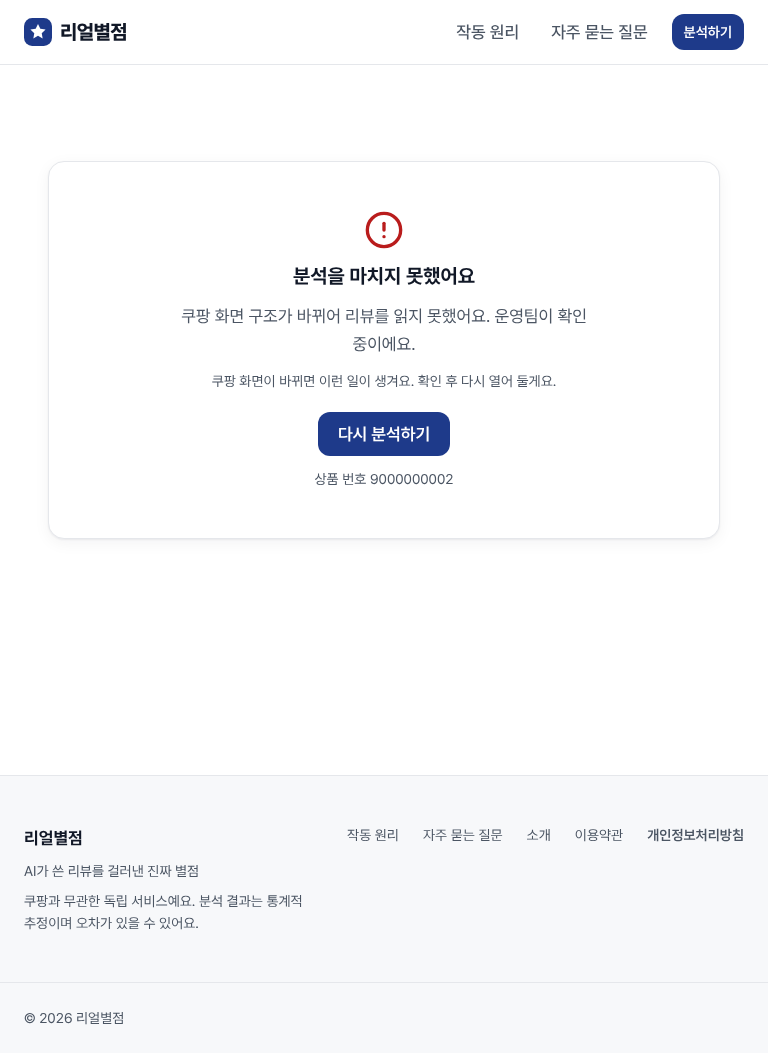 리얼별점
작동 원리
자주 묻는 질문
분석하기
분석을 마치지 못했어요
쿠팡 화면 구조가 바뀌어 리뷰를 읽지 못했어요. 운영팀이 확인
중이에요.
쿠팡 화면이 바뀌면 이런 일이 생겨요. 확인 후 다시 열어 둘게요.
다시 분석하기
상품 번호 9000000002
리얼별점
AI가 쓴 리뷰를 걸러낸 진짜 별점
쿠팡과 무관한 독립 서비스예요. 분석 결과는 통계적
추정이며 오차가 있을 수 있어요.
작동 원리
자주 묻는 질문
소개
이용약관
개인정보처리방침
© 2026 리얼별점